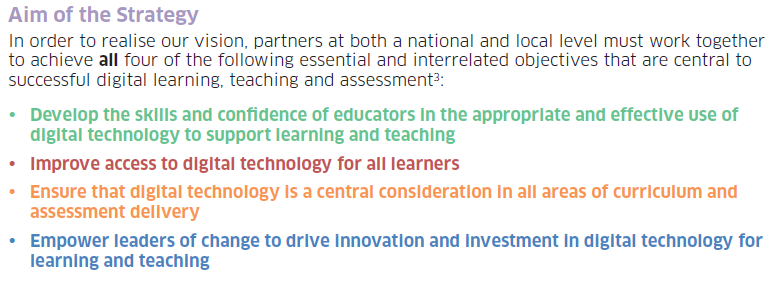 Aim of the Strategy
In order to realise our vision, partners at both a national and local level must work together
to achieve all four of the following essential and interrelated objectives that are central to
successful digital learning, teaching and assessment³:
• Develop the skills and confidence of educators in the appropriate and effective use of
digital technology to support learning and teaching
• Improve access to digital technology for all learners
• Ensure that digital technology is a central consideration in all areas of curriculum and
assessment delivery
• Empower leaders of change to drive innovation and investment in digital technology for
learning and teaching